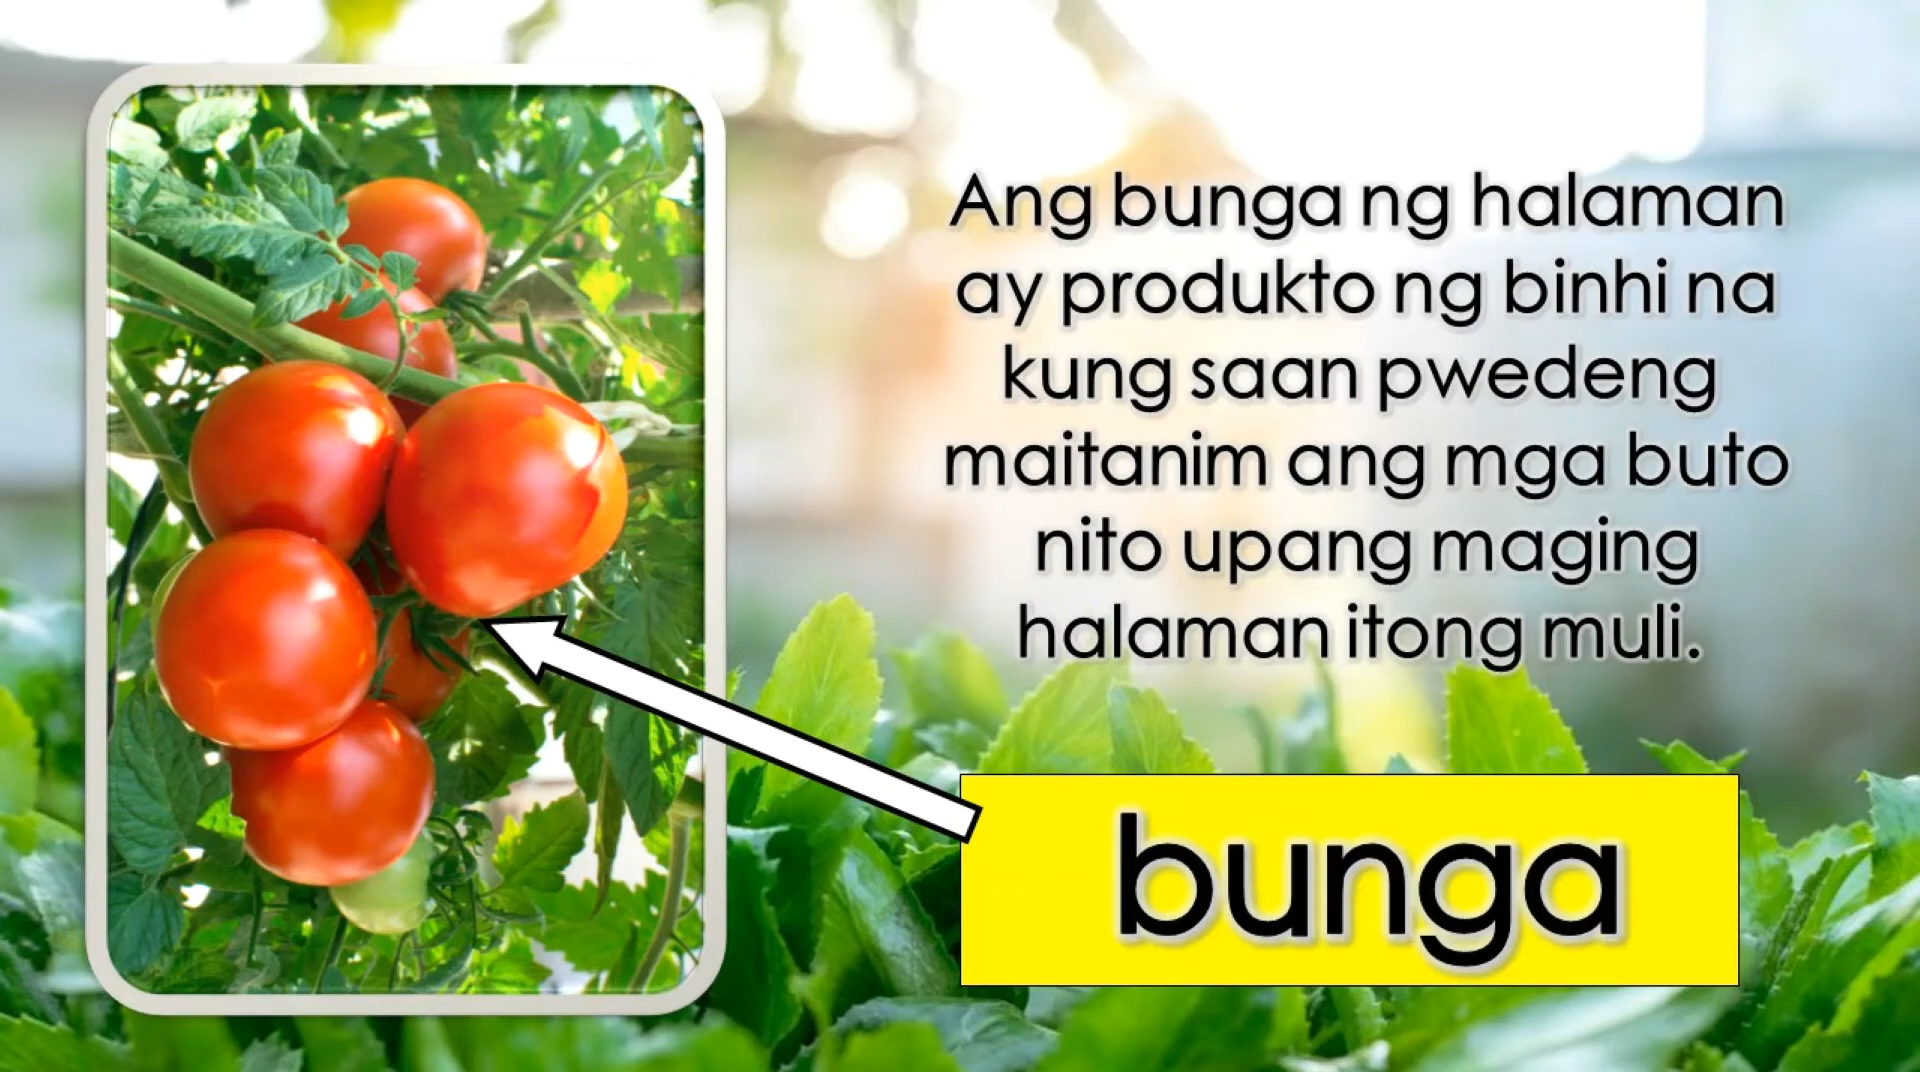 Ang bunga ng halaman
ay produkto ng binhi na
kung saan pwedeng
maitanim ang mga buto
nito upang maging
halaman itong muli.
bunga